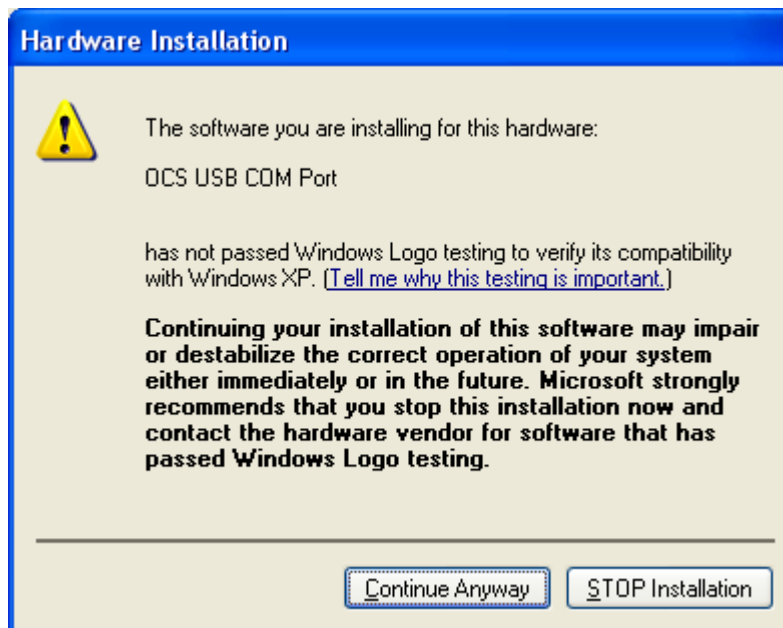 Hardware Installation
The software you are installing for this hardware:
OCS USB COM Port
has not passed Windows Logo testing to verify its compatibility
with Windows XP. (Tell me why this testing is important.)
Continuing your installation of this software may impair
or destabilize the correct operation of your system
either immediately or in the future. Microsoft strongly
recommends that you stop this installation now and
contact the hardware vendor for software that has
passed Windows Logo testing.
Continue Anyway
STOP Installation